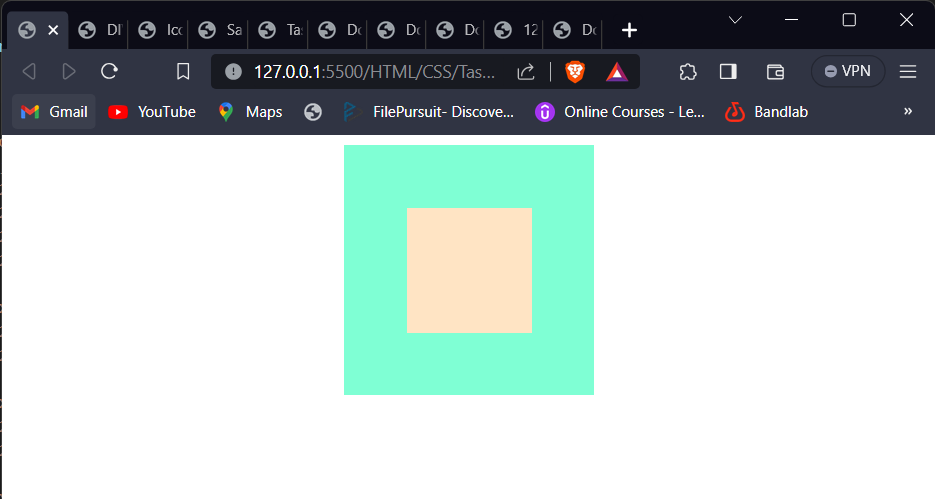 DI Ico Sa Ta: Do Do Do 12 Do
127.0.0.1:5500/HTML/CSS/Tas... VPN
Gmail YouTube Maps FilePursuit- Discove... Online Courses - Le... Bandlab »